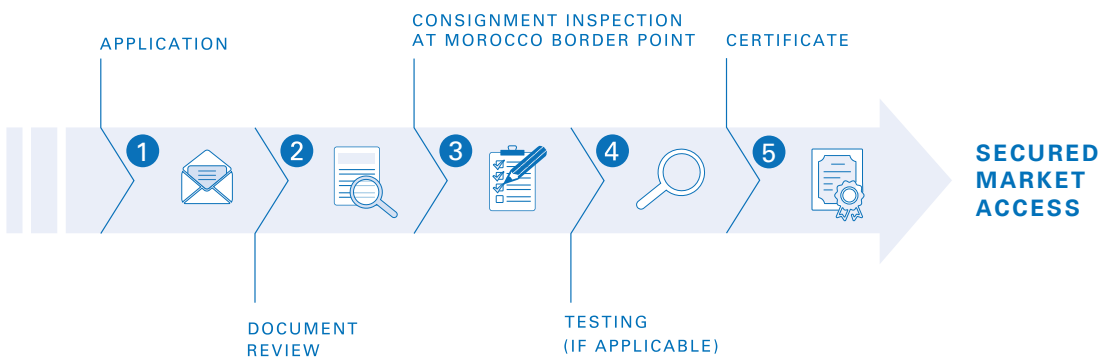 APPLICATION
1
2
DOCUMENT
REVIEW
CONSIGNMENT INSPECTION
AT MOROCCO BORDER POINT
3
4
TESTING
(IF APPLICABLE)
CERTIFICATE
5
SECURED
MARKET
ACCESS